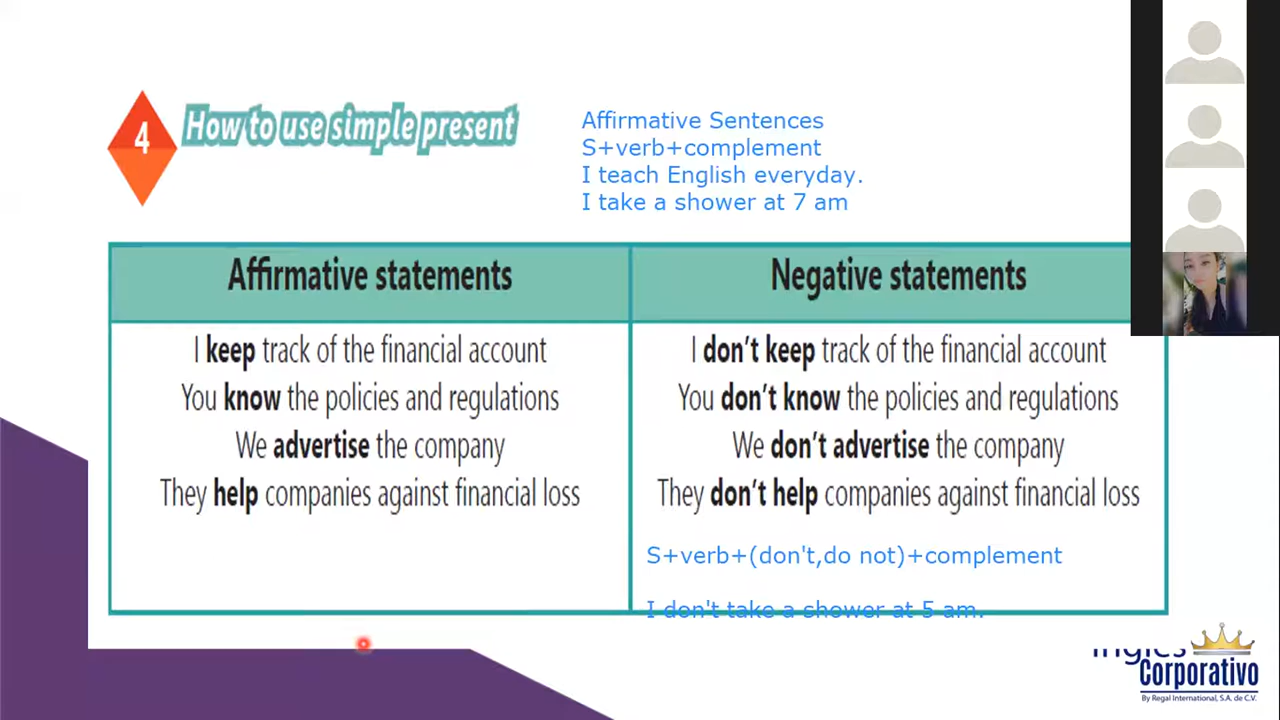 4
How to use simple present
Affirmative Sentences
S+verb+complement
I teach English everyday.
I take a shower at 7 am
Affirmative statements
I keep track of the financial account
You know the policies and regulations
We advertise the company
They help companies against financial loss
Negative statements
I don't keep track of the financial account
You don't know the policies and regulations
We don't advertise the company
They don't help companies against financial loss
S+verb+(don't,do not)+complement
I don't take a shower at 5 am.
Inglés
Corporativo
By Regal International, S.A. de C.V.